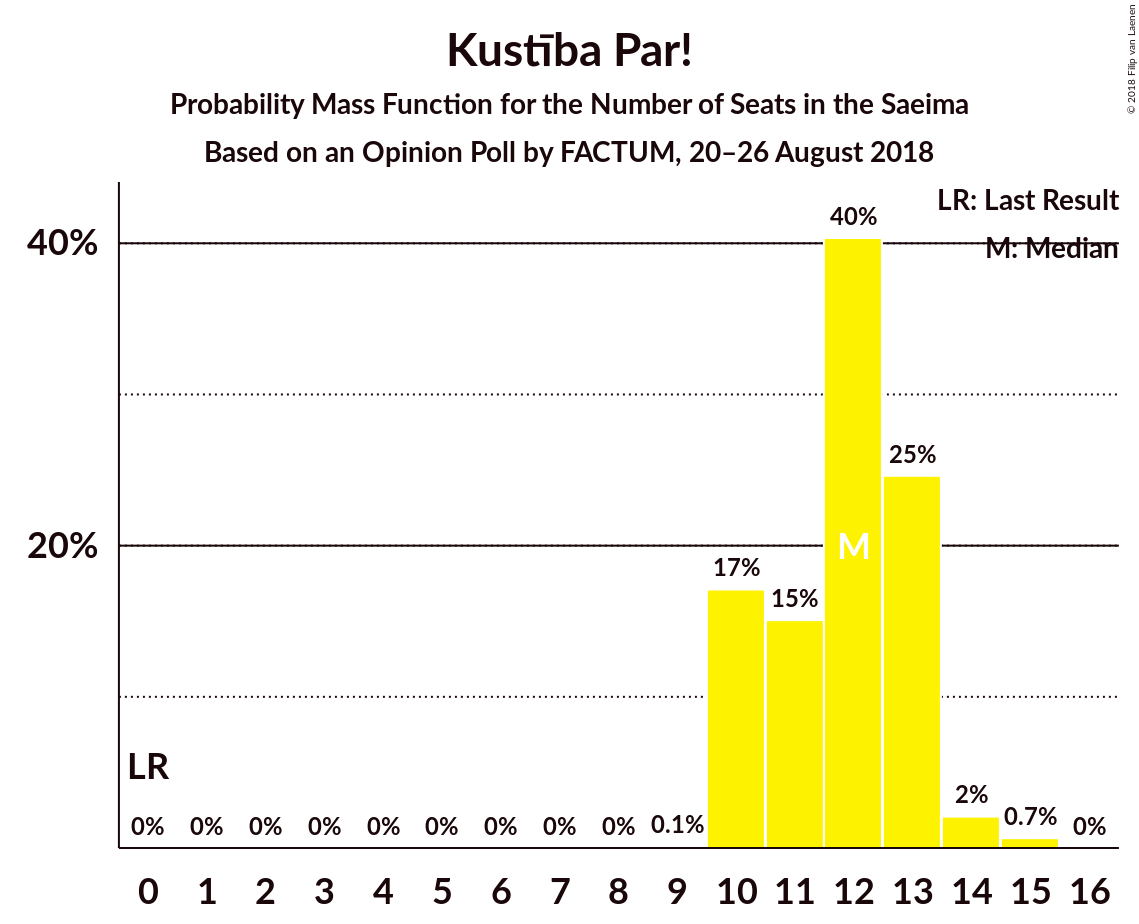 Kustība Par!
Probability Mass Function for the Number of Seats in the Saeima
Based on an Opinion Poll by FACTUM, 20–26 August 2018
© 2018 Filip van Laenen
LR: Last Result
M: Median
40%
20%
40%
25%
M
17%
15%
LR
0% 0% 0% 0% 0% 0% 0% 0% 0% 0.1% 2% 0.7% 0%
0 1 2 3 4 5 6 7 8 9 10 11 12 13 14 15 16